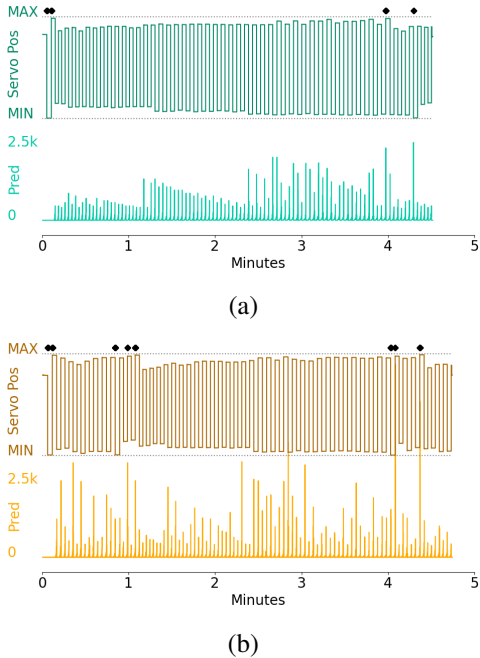 MAX
Servo Pos
MIN
2.5k
Pred
0
0 1 2 3 4 5
Minutes
(a)
MAX
Servo Pos
MIN
2.5k
Pred
0
0 1 2 3 4 5
Minutes
(b)